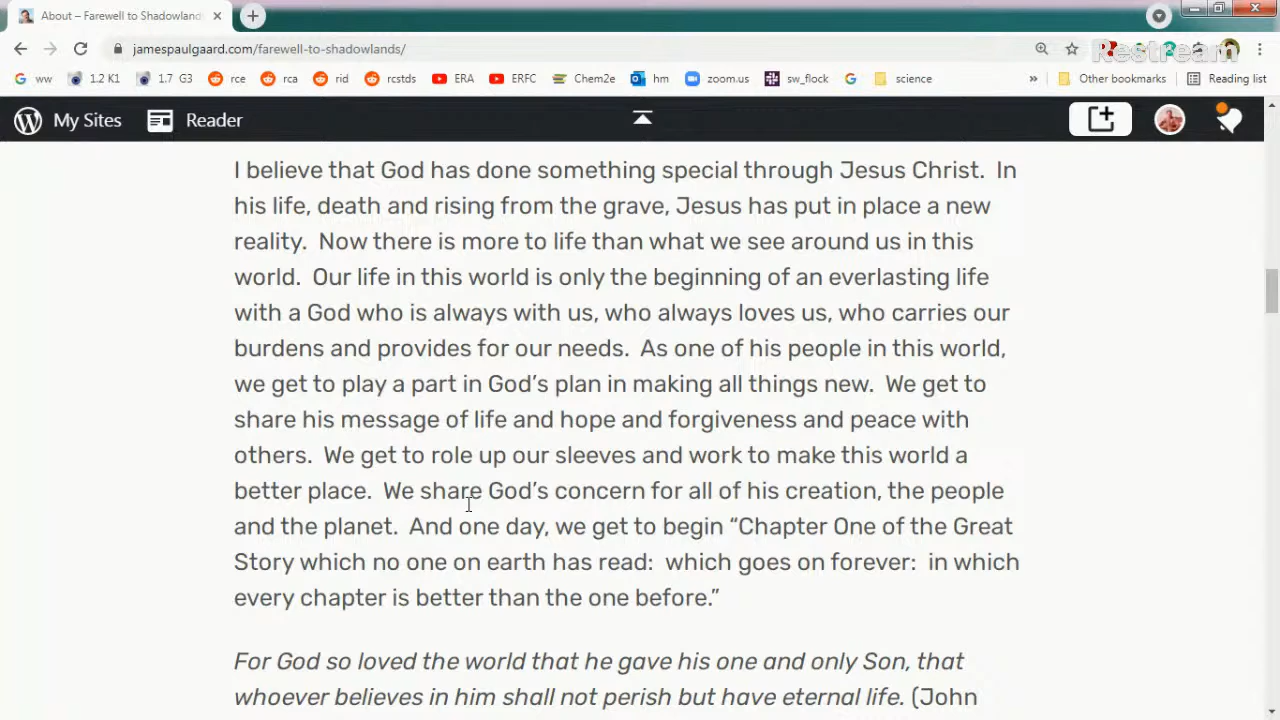 About – Farewell to Shadowlands
jamespaulgaard.com/farewell-to-shadowlands/
Restream
ww 1.2 K1 1.7 G3 rce rca rid rcstds ERA ERFC Chem2e hm zoom.us sw_flock science » Other bookmarks Reading list
My Sites Reader
I believe that God has done something special through Jesus Christ. In
his life, death and rising from the grave, Jesus has put in place a new
reality. Now there is more to life than what we see around us in this
world. Our life in this world is only the beginning of an everlasting life
with a God who is always with us, who always loves us, who carries our
burdens and provides for our needs. As one of his people in this world,
we get to play a part in God's plan in making all things new. We get to
share his message of life and hope and forgiveness and peace with
others. We get to role up our sleeves and work to make this world a
better place. We share God's concern for all of his creation, the people
and the planet. And one day, we get to begin “Chapter One of the Great
Story which no one on earth has read: which goes on forever: in which
every chapter is better than the one before.”
For God so loved the world that he gave his one and only Son, that
whoever believes in him shall not perish but have eternal life. (John